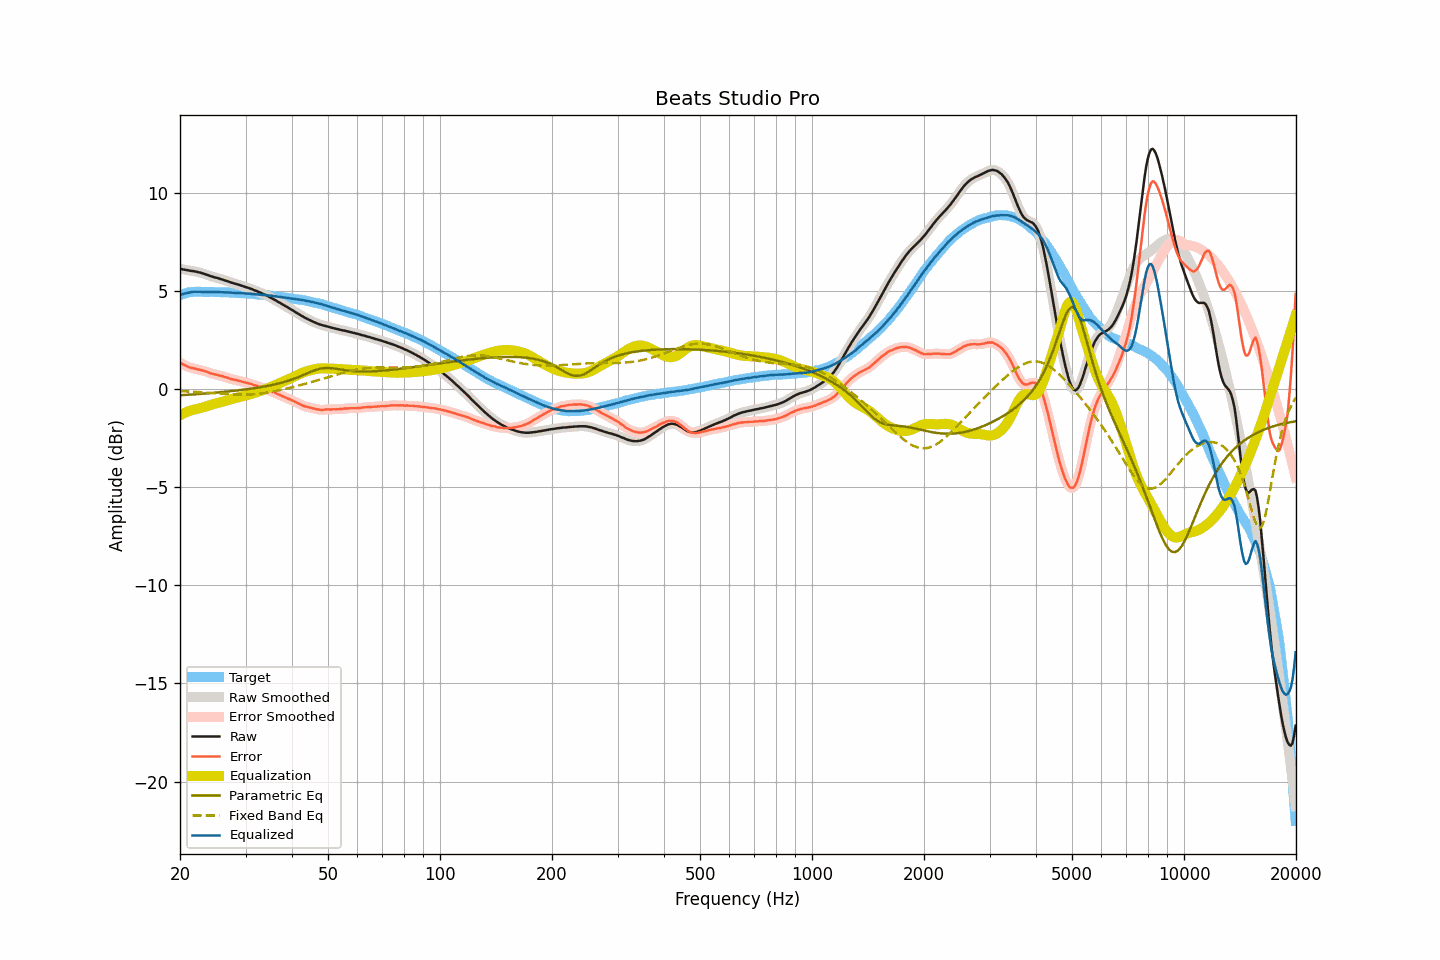 Beats Studio Pro
Amplitude (dBr)
10
5
0
−5
−10
−15
−20
Target
Raw Smoothed
Error Smoothed
Raw
Error
Equalization
Parametric Eq
Fixed Band Eq
Equalized
20 50 100 200 500 1000 2000 5000 10000 20000
Frequency (Hz)